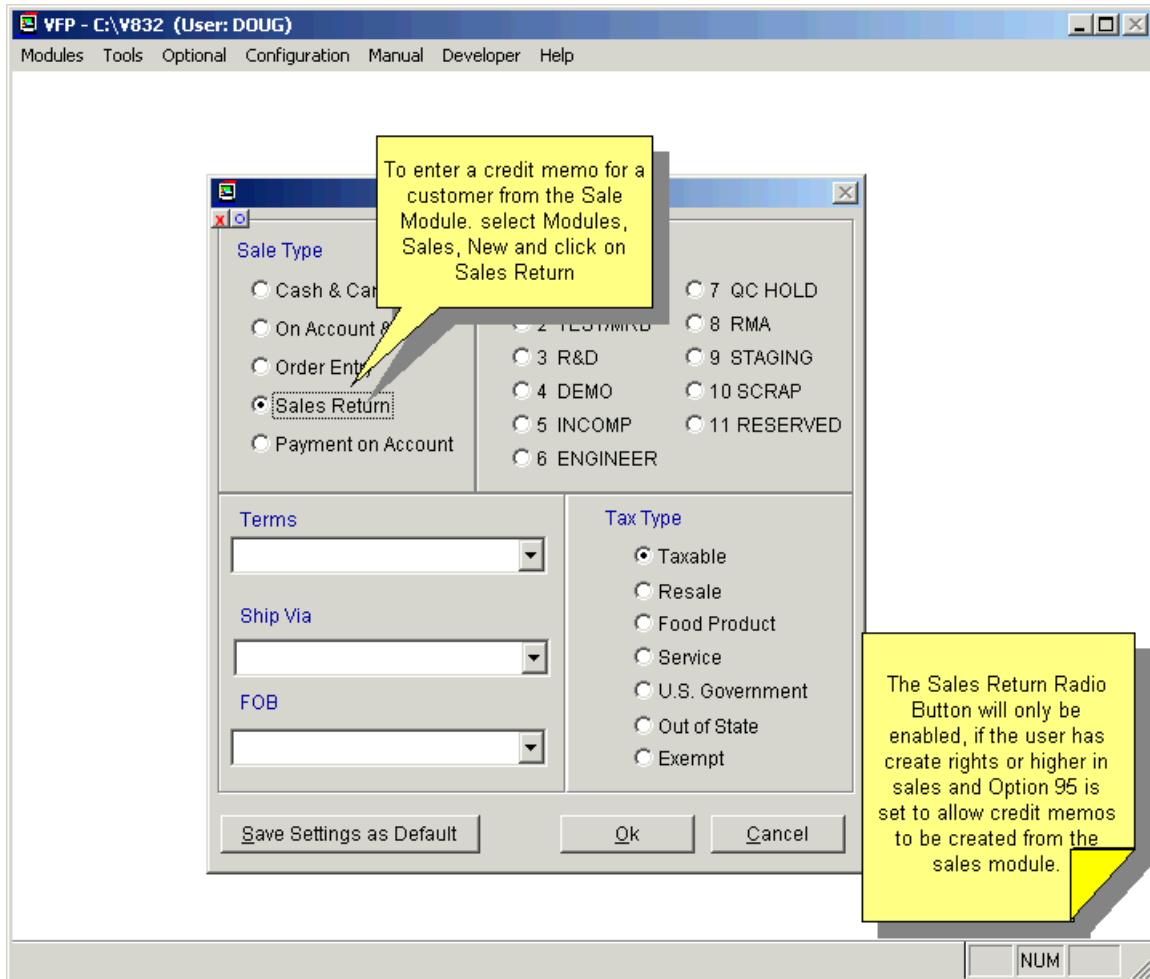 VFP - C:\V832 (User: DOUG)
Modules Tools Optional Configuration Manual Developer Help
To enter a credit memo for a
customer from the Sale
Module. select Modules,
Sales, New and click on
Sales Return
Sale Type
Cash & Car
On Account &
Order Entry
Sales Return
Payment on Account
2 TEST/MRB
3 R&D
4 DEMO
5 INCOMP
6 ENGINEER
7 QC HOLD
8 RMA
9 STAGING
10 SCRAP
11 RESERVED
Terms
Ship Via
FOB
Tax Type
Taxable
Resale
Food Product
Service
U.S. Government
Out of State
Exempt
Save Settings as Default
Ok
Cancel
The Sales Return Radio
Button will only be
enabled, if the user has
create rights or higher in
sales and Option 95 is
set to allow credit memos
to be created from the
sales module.
NUM